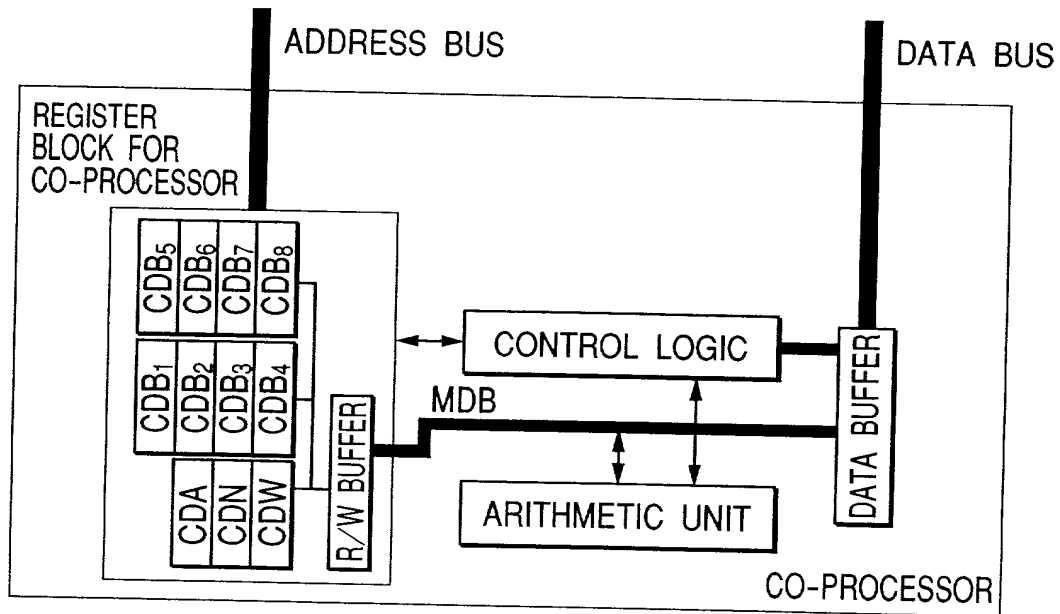 ADDRESS BUS
DATA BUS
REGISTER
BLOCK FOR
CO-PROCESSOR
CDB5
CDB6
CDB7
CDB8
CDB1
CDB2
CDB3
CDB4
CDA
CDN
CDW
R/W BUFFER
CONTROL LOGIC
MDB
ARITHMETIC UNIT
DATA BUFFER
CO-PROCESSOR